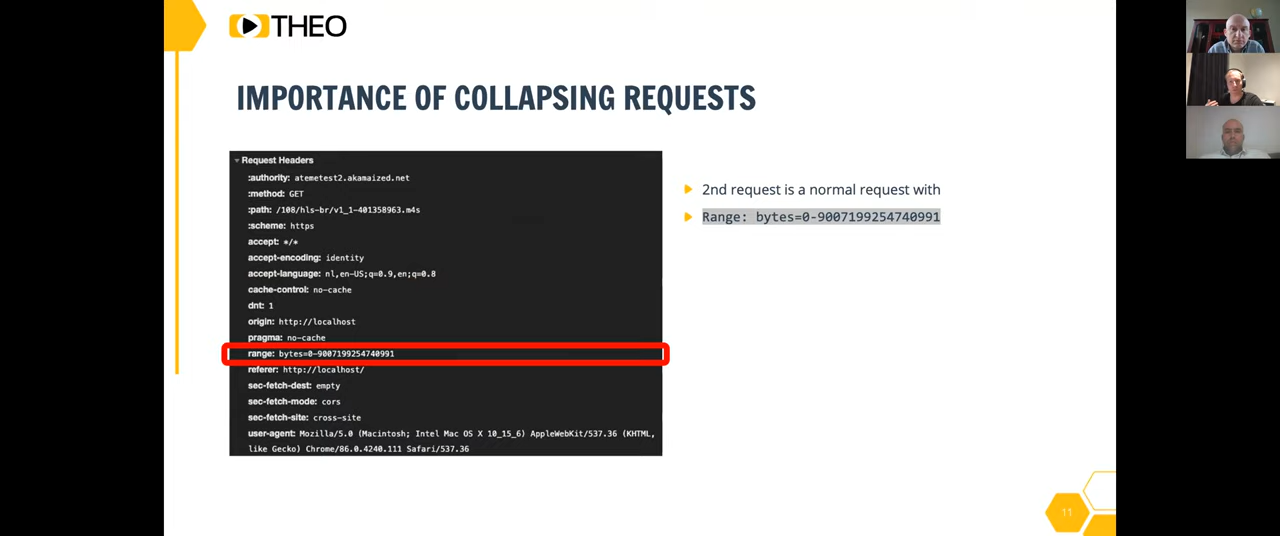 THEO
IMPORTANCE OF COLLAPSING REQUESTS
Request Headers
:authority: atemetest2.akamaized.net
:method: GET
:path: /108/hls-br/v1_1-401358963.m4s
:scheme: https
accept: */*
accept-encoding: identity
accept-language: nl,en-US;q=0.9,en;q=0.8
cache-control: no-cache
dnt: 1
origin: http://localhost
pragma: no-cache
range: bytes=0-9007199254740991
referer: http://localhost/
sec-fetch-dest: empty
sec-fetch-mode: cors
sec-fetch-site: cross-site
user-agent: Mozilla/5.0 (Macintosh; Intel Mac OS X 10_15_6) AppleWebKit/537.36 (KHTML,
like Gecko) Chrome/86.0.4240.111 Safari/537.36
2nd request is a normal request with
Range: bytes=0-9007199254740991
11